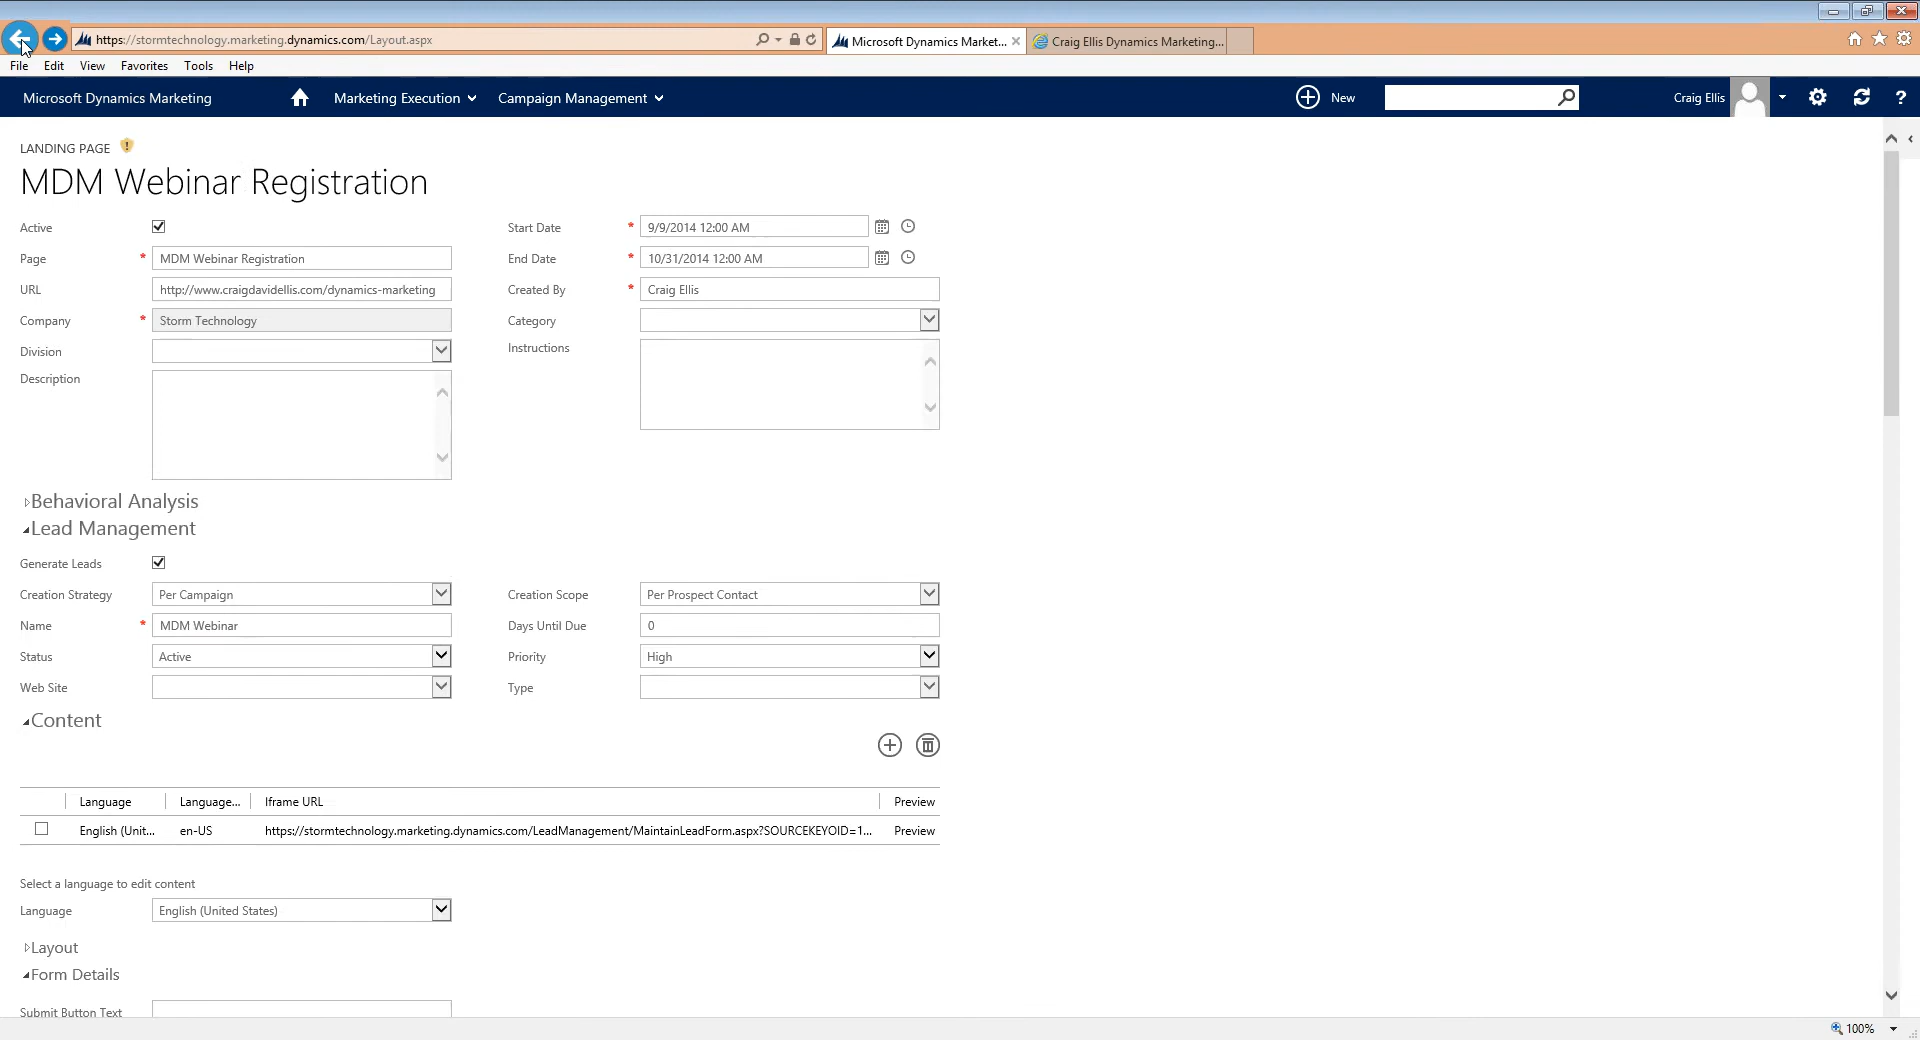 https://stormtechnology.marketing.dynamics.com/Layout.aspx
Microsoft Dynamics Market...
Craig Ellis Dynamics Marketing...
File Edit View Favorites Tools Help
Microsoft Dynamics Marketing Marketing Execution Campaign Management New Craig Ellis ?
LANDING PAGE !
MDM Webinar Registration
Active Start Date * 9/9/2014 12:00 AM
Page * MDM Webinar Registration End Date * 10/31/2014 12:00 AM
URL http://www.craigdavidellis.com/dynamics-marketing Created By * Craig Ellis
Company * Storm Technology Category
Division Instructions
Description
Behavioral Analysis
Lead Management
Generate Leads
Creation Strategy Per Campaign Creation Scope Per Prospect Contact
Name * MDM Webinar Days Until Due 0
Status Active Priority High
Web Site Type
Content
Language Language... Iframe URL Preview
English (Unit... en-US https://stormtechnology.marketing.dynamics.com/LeadManagement/MaintainLeadForm.aspx?SOURCEKEYOID=1... Preview
Select a language to edit content
Language English (United States)
Layout
Form Details
Submit Button Text
100%